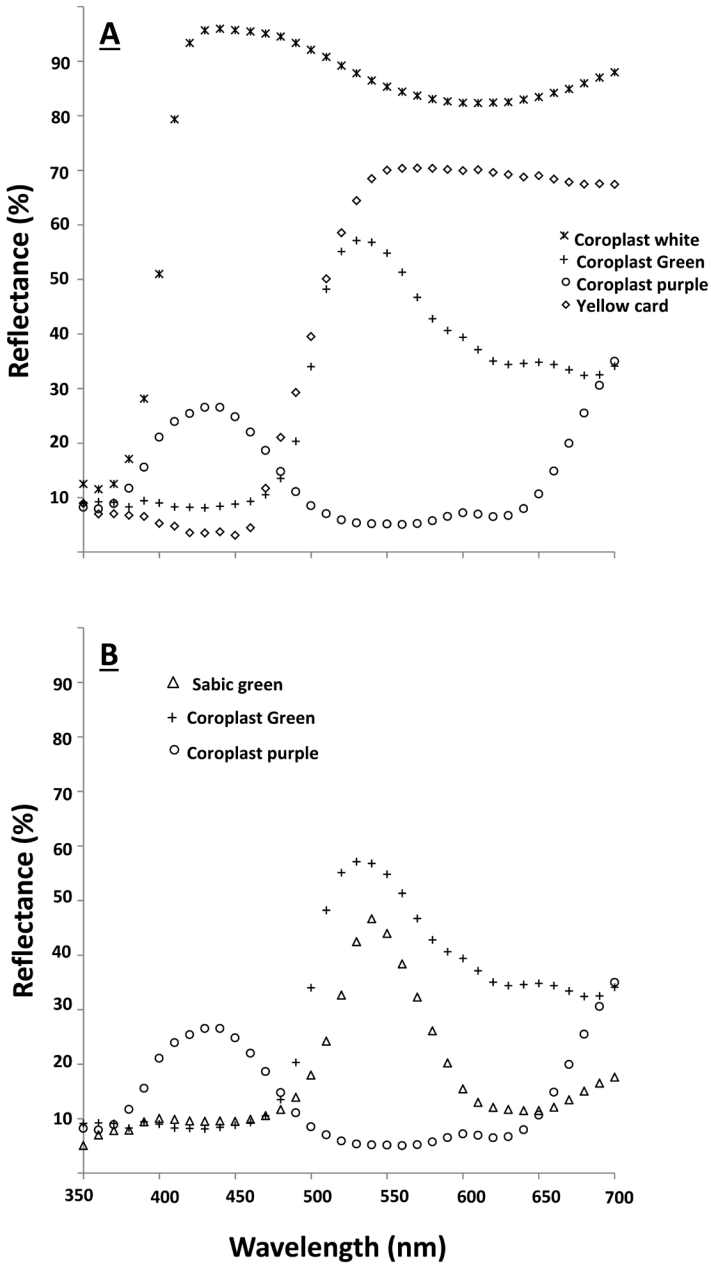 A
90
80
70
60
50
40
30
20
10
Reflectance (%)
Coroplast white
Coroplast Green
Coroplast purple
Yellow card
B
Sabic green
Coroplast Green
Coroplast purple
90
80
70
60
50
40
30
20
10
Reflectance (%)
350 400 450 500 550 600 650 700
Wavelength (nm)